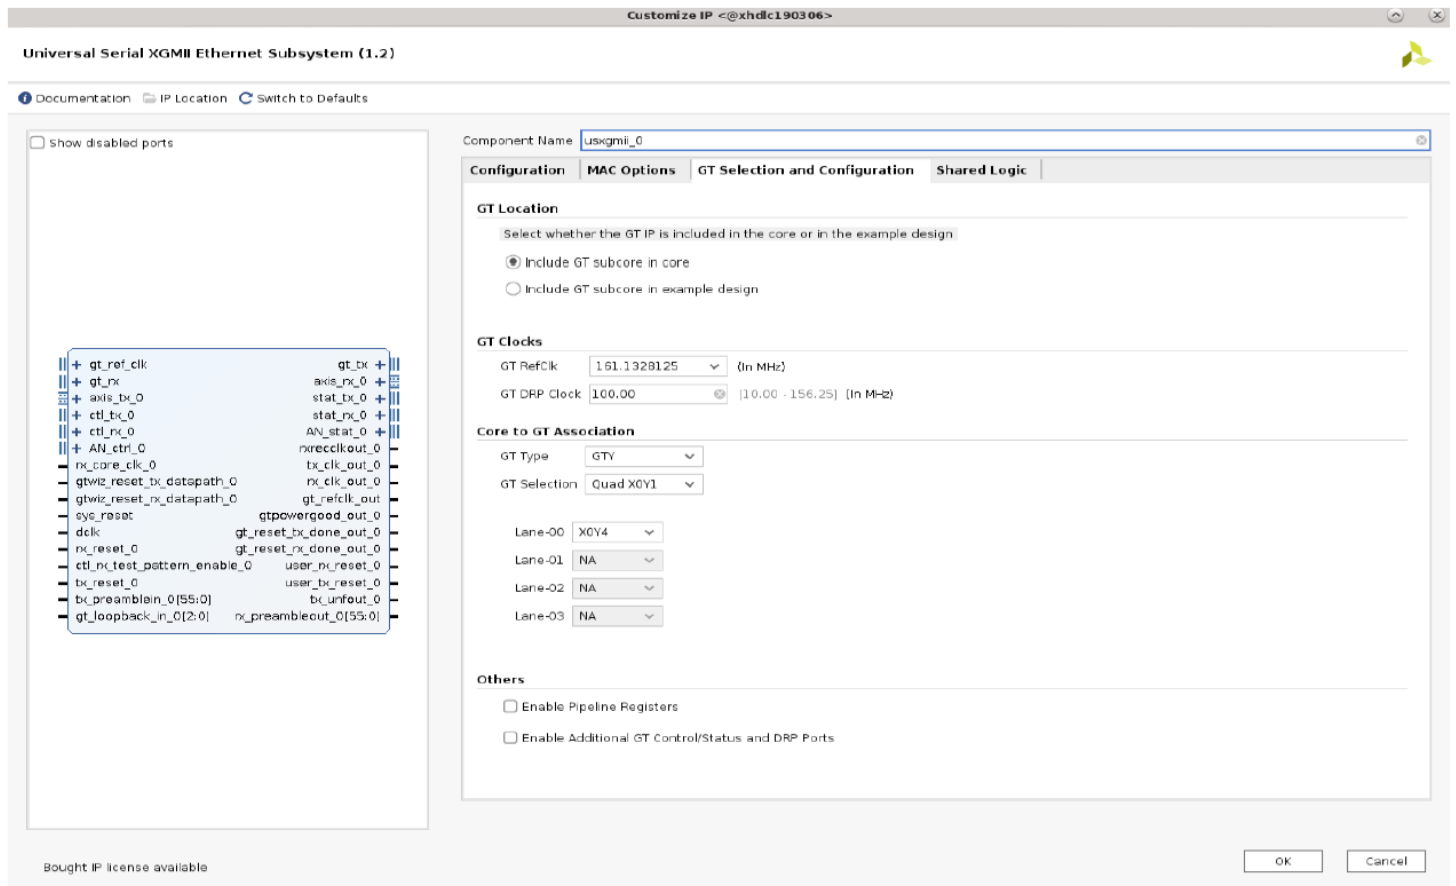 Customize IP <@xhdlc190306>
Universal Serial XGMII Ethernet Subsystem (1.2)
Documentation IP Location Switch to Defaults
Show disabled ports
gt_ref_clk gt_tx
gt_rx axis_rx_0
axis_tx_0 stat_tx_0
ctl_tx_0 stat_rx_0
ctl_rx_0 AN_stat_0
AN_ctrl_0 rxrecclkout_0
rx_core_clk_0 tx_clk_out_0
gtwiz_reset_tx_datapath_0 rx_clk_out_0
gtwiz_reset_rx_datapath_0 gt_refclk_out
sys_reset gtpowergood_out_0
dclk gt_reset_tx_done_out_0
rx_reset_0 gt_reset_rx_done_out_0
ctl_rx_test_pattern_enable_0 user_rx_reset_0
tx_reset_0 user_tx_reset_0
tx_preamblein_0[55:0] tx_unfout_0
gt_loopback_in_0[2:0] rx_preambleout_0[55:0]
Bought IP license available
Component Name usxgmii_0
Configuration MAC Options GT Selection and Configuration Shared Logic
GT Location
Select whether the GT IP is included in the core or in the example design
Include GT subcore in core
Include GT subcore in example design
GT Clocks
GT RefClk 161.1328125 (In MHz)
GT DRP Clock 100.00 [10.00 - 156.25] (In MHz)
Core to GT Association
GT Type GTY
GT Selection Quad X0Y1
Lane-00 X0Y4
Lane-01 NA
Lane-02 NA
Lane-03 NA
Others
Enable Pipeline Registers
Enable Additional GT Control/Status and DRP Ports
OK Cancel